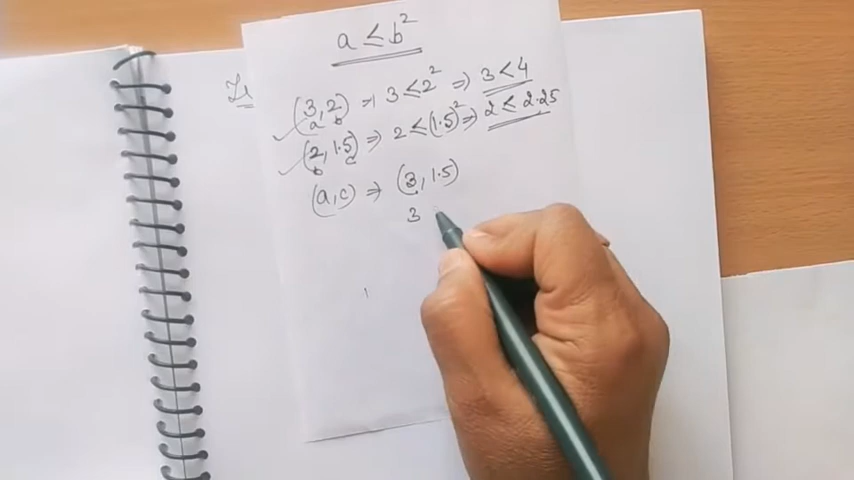 a ≤ b²
(3, 2) ⇒ 3 ≤ 2² ⇒ 3 < 4
a b
(2, 1.5) ⇒ 2 ≤ (1.5)² ⇒ 2 ≤ 2.25
b c
(a, c) ⇒ (3, 1.5)
3